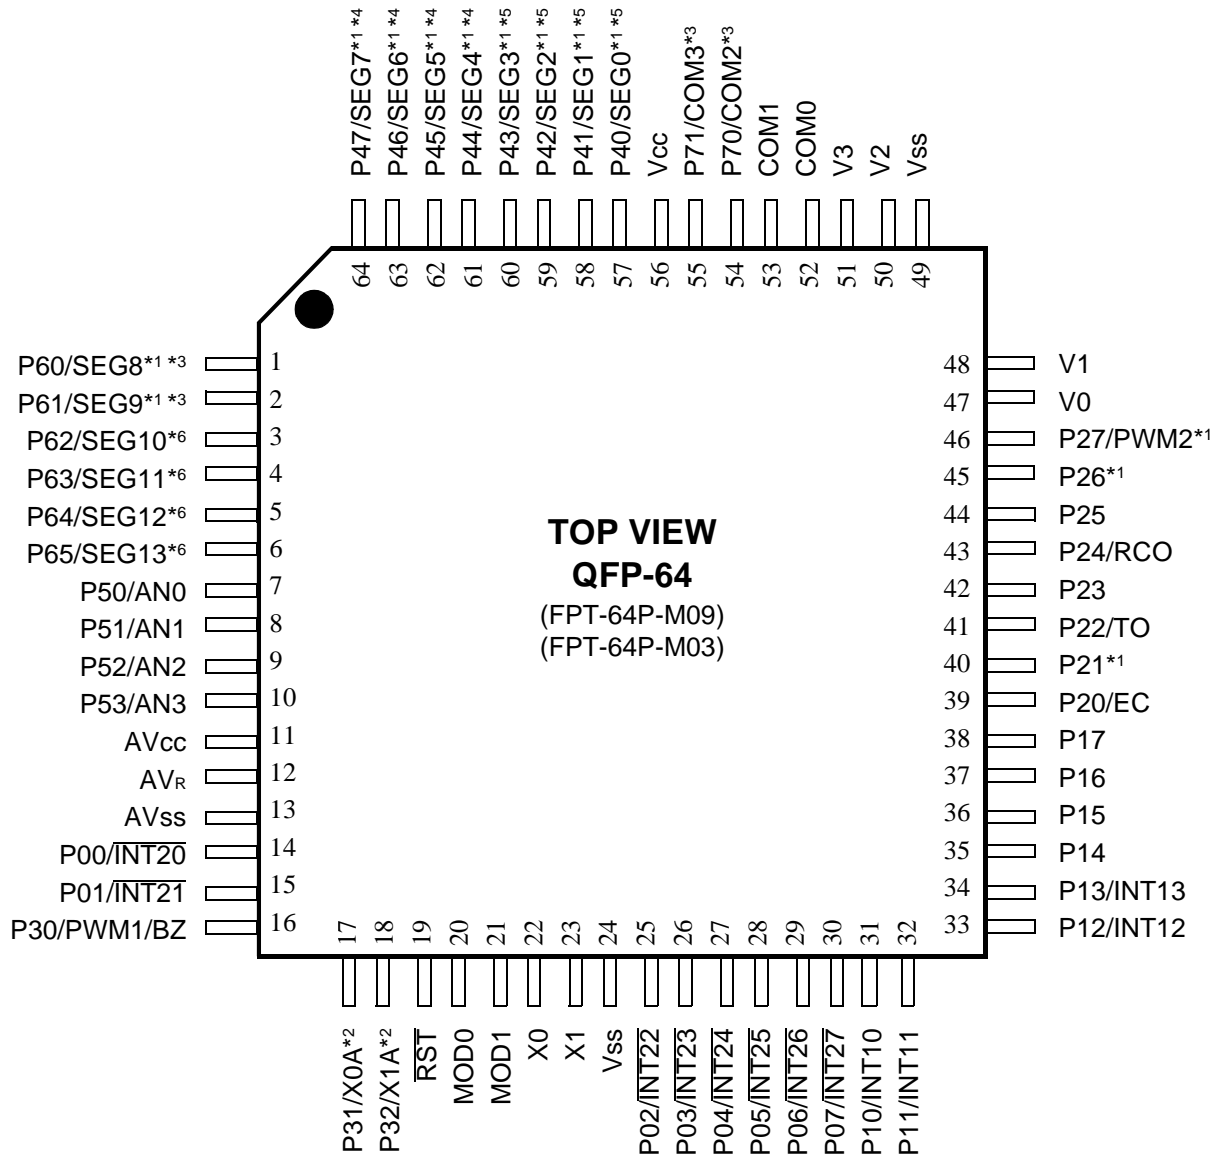 P47/SEG7*1 *4
P46/SEG6*1 *4
P45/SEG5*1 *4
P44/SEG4*1 *4
P43/SEG3*1 *5
P42/SEG2*1 *5
P41/SEG1*1 *5
P40/SEG0*1 *5
Vcc
P71/COM3*3
P70/COM2*3
COM1
COM0
V3
V2
Vss
64
63
62
61
60
59
58
57
56
55
54
53
52
51
50
49
P60/SEG8*1 *3 1
P61/SEG9*1 *3 2
P62/SEG10*6 3
P63/SEG11*6 4
P64/SEG12*6 5
P65/SEG13*6 6
P50/AN0 7
P51/AN1 8
P52/AN2 9
P53/AN3 10
AVcc 11
AVR 12
AVss 13
P00/INT20 14
P01/INT21 15
P30/PWM1/BZ 16
TOP VIEW
QFP-64
(FPT-64P-M09)
(FPT-64P-M03)
48 V1
47 V0
46 P27/PWM2*1
45 P26*1
44 P25
43 P24/RCO
42 P23
41 P22/TO
40 P21*1
39 P20/EC
38 P17
37 P16
36 P15
35 P14
34 P13/INT13
33 P12/INT12
17
18
19
20
21
22
23
24
25
26
27
28
29
30
31
32
P31/X0A*2
P32/X1A*2
RST
MOD0
MOD1
X0
X1
Vss
P02/INT22
P03/INT23
P04/INT24
P05/INT25
P06/INT26
P07/INT27
P10/INT10
P11/INT11